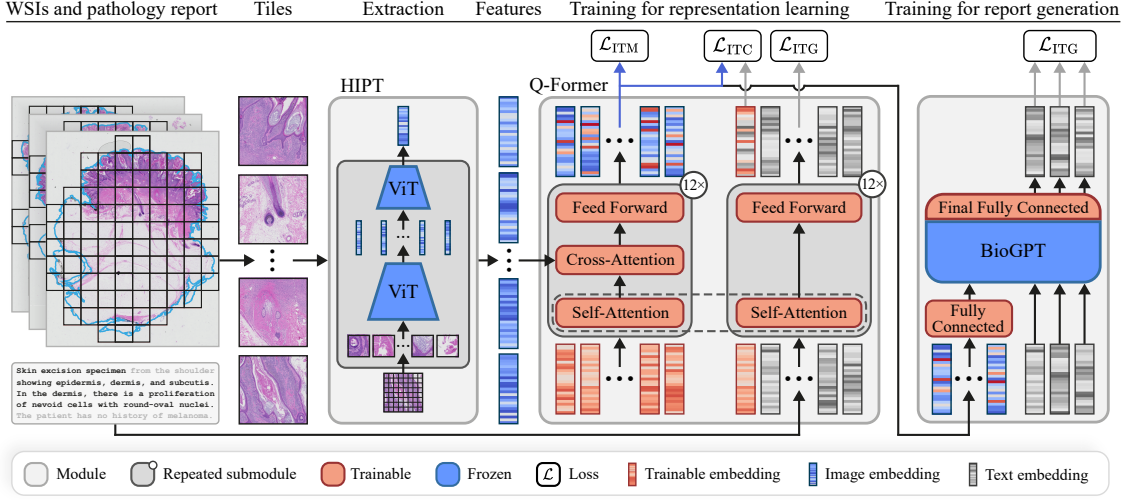 WSIs and pathology report
Tiles
Extraction
Features
Training for representation learning
Training for report generation
HIPT
ViT
...
ViT
...
Skin excision specimen from the shoulder
showing epidermis, dermis, and subcutis.
In the dermis, there is a proliferation
of nevoid cells with round-oval nuclei.
The patient has no history of melanoma.
Q-Former
ℒITM
ℒITC
ℒITG
12×
Feed Forward
Cross-Attention
Self-Attention
12×
Feed Forward
Self-Attention
ℒITG
Final Fully Connected
BioGPT
Fully
Connected
Module
Repeated submodule
Trainable
Frozen
ℒ
Loss
Trainable embedding
Image embedding
Text embedding